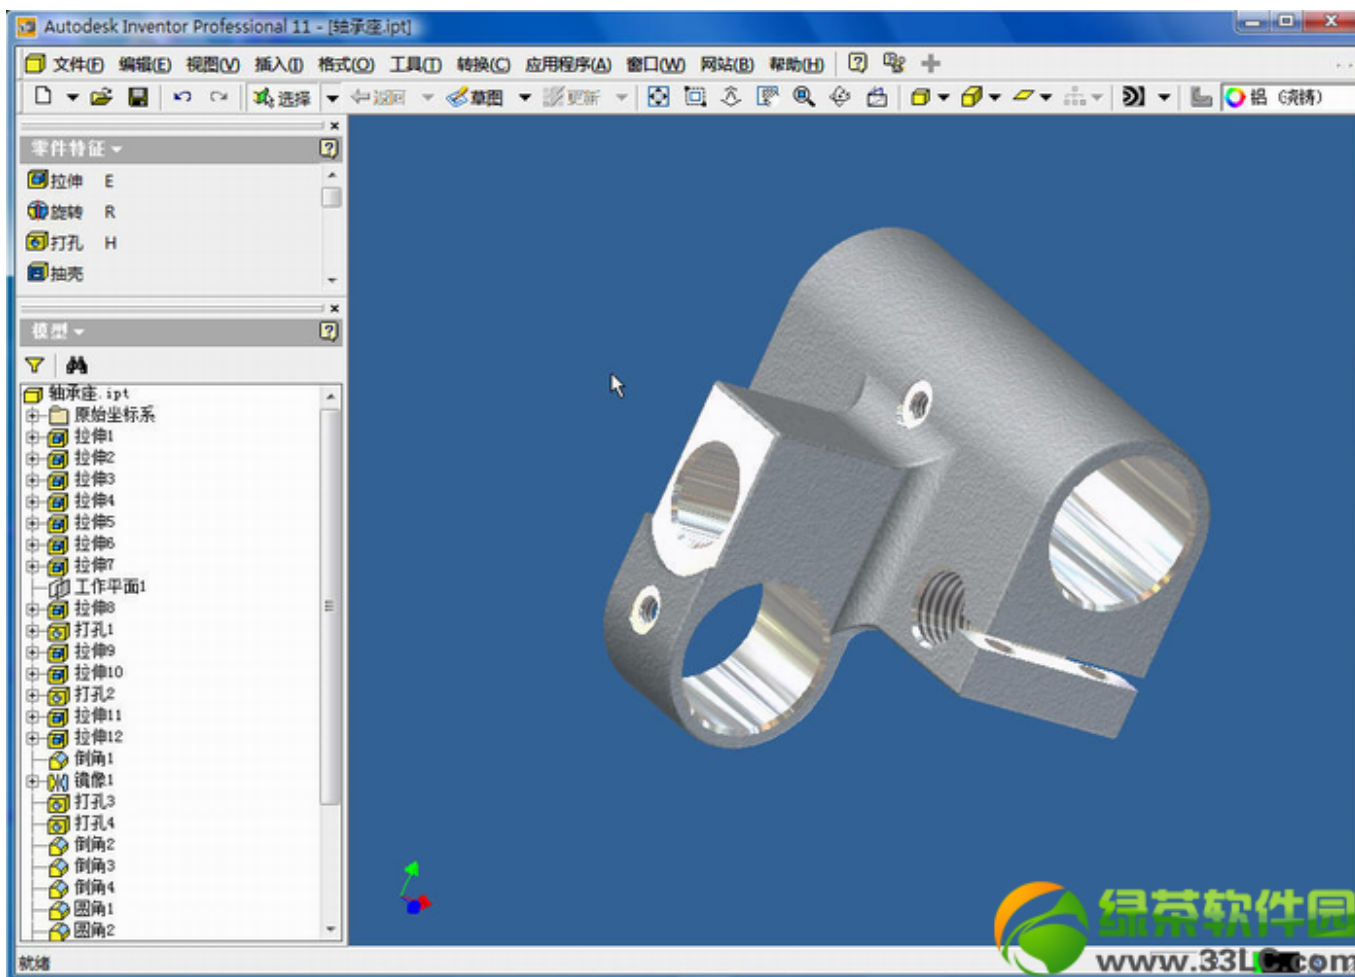 Autodesk Inventor Professional 11 - [轴承座.ipt]
文件(F) 编辑(E) 视图(V) 插入(I) 格式(O) 工具(T) 转换(C) 应用程序(A) 窗口(W) 网站(B) 帮助(H)
选择 返回 草图 更新 铝 (浇铸)
零件特征
拉伸 E
旋转 R
打孔 H
抽壳
模型
轴承座.ipt
原始坐标系
拉伸1
拉伸2
拉伸3
拉伸4
拉伸5
拉伸6
拉伸7
工作平面1
拉伸8
打孔1
拉伸9
拉伸10
打孔2
拉伸11
拉伸12
倒角1
镜像1
打孔3
打孔4
倒角2
倒角3
倒角4
圆角1
圆角2
就绪
绿茶软件园
www.33LC.com